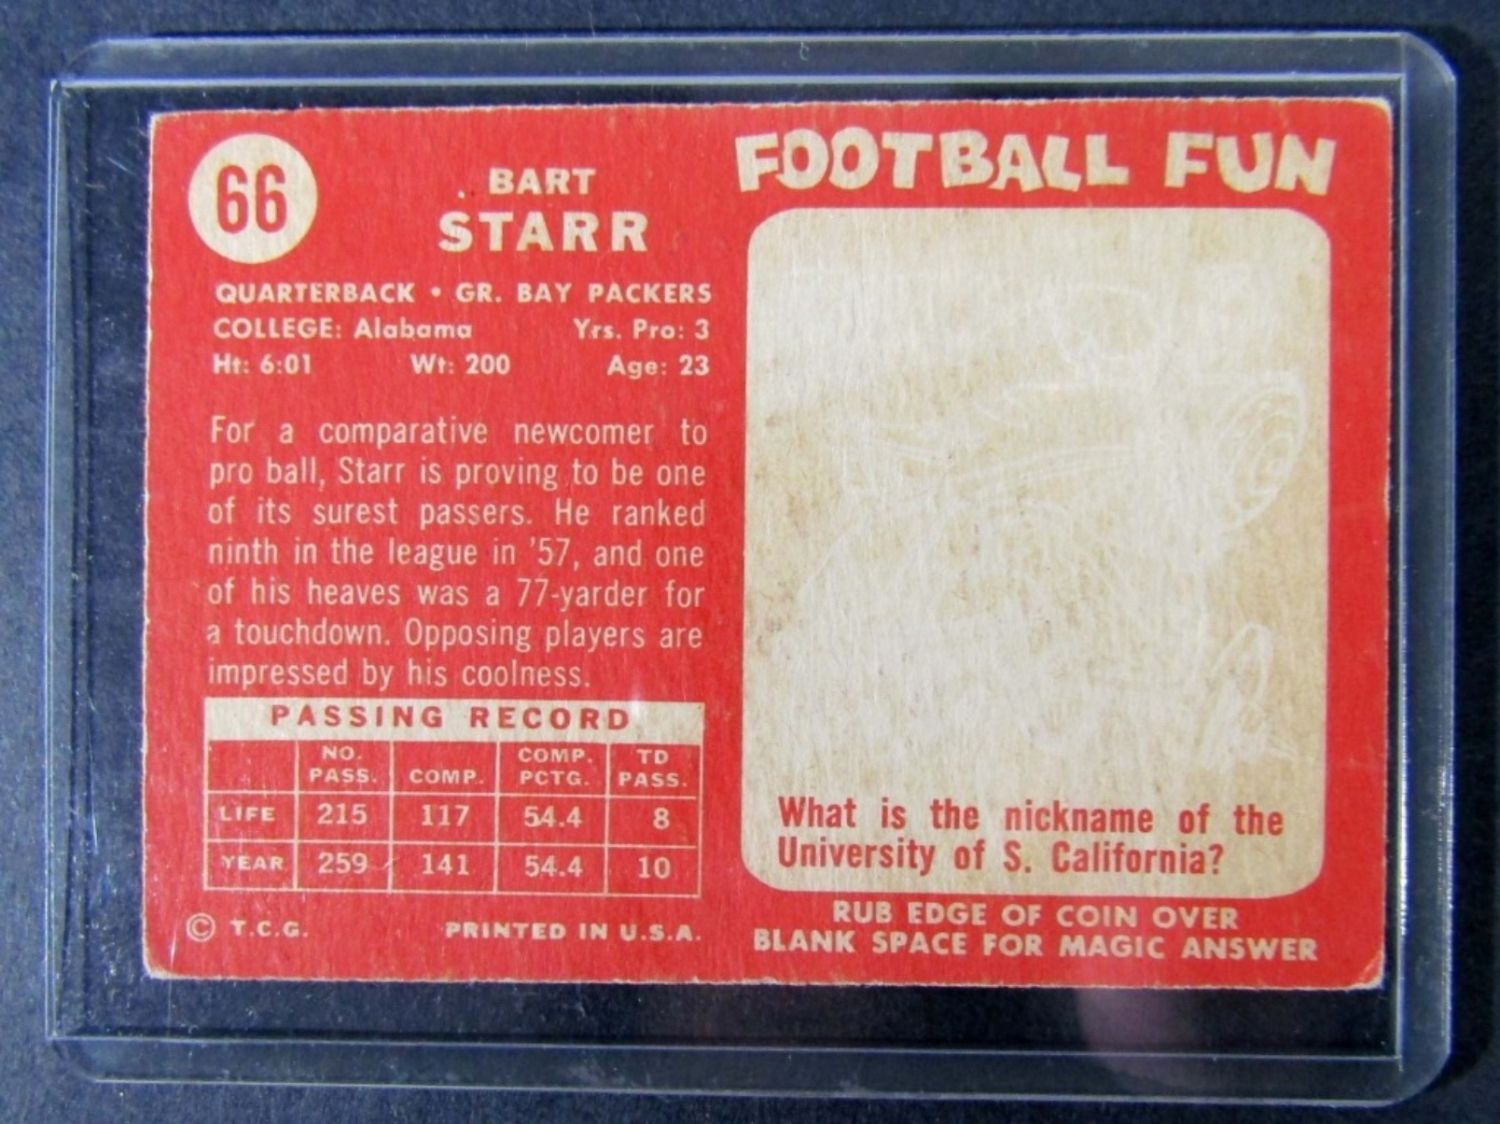 66
BART
STARR
QUARTERBACK • GR. BAY PACKERS
COLLEGE: Alabama Yrs. Pro: 3
Ht: 6:01 Wt: 200 Age: 23
For a comparative newcomer to
pro ball, Starr is proving to be one
of its surest passers. He ranked
ninth in the league in '57, and one
of his heaves was a 77-yarder for
a touchdown. Opposing players are
impressed by his coolness.
PASSING RECORD
NO. PASS. COMP. COMP. PCTG. TD PASS.
LIFE 215 117 54.4 8
YEAR 259 141 54.4 10
© T.C.G. PRINTED IN U.S.A.
FOOTBALL FUN
What is the nickname of the
University of S. California?
RUB EDGE OF COIN OVER
BLANK SPACE FOR MAGIC ANSWER